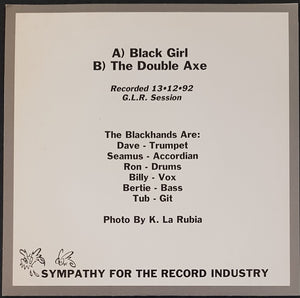 A) Black Girl
B) The Double Axe
Recorded 13•12•92
G.L.R. Session
The Blackhands Are:
Dave - Trumpet
Seamus - Accordian
Ron - Drums
Billy - Vox
Bertie - Bass
Tub - Git
Photo By K. La Rubia
SYMPATHY FOR THE RECORD INDUSTRY